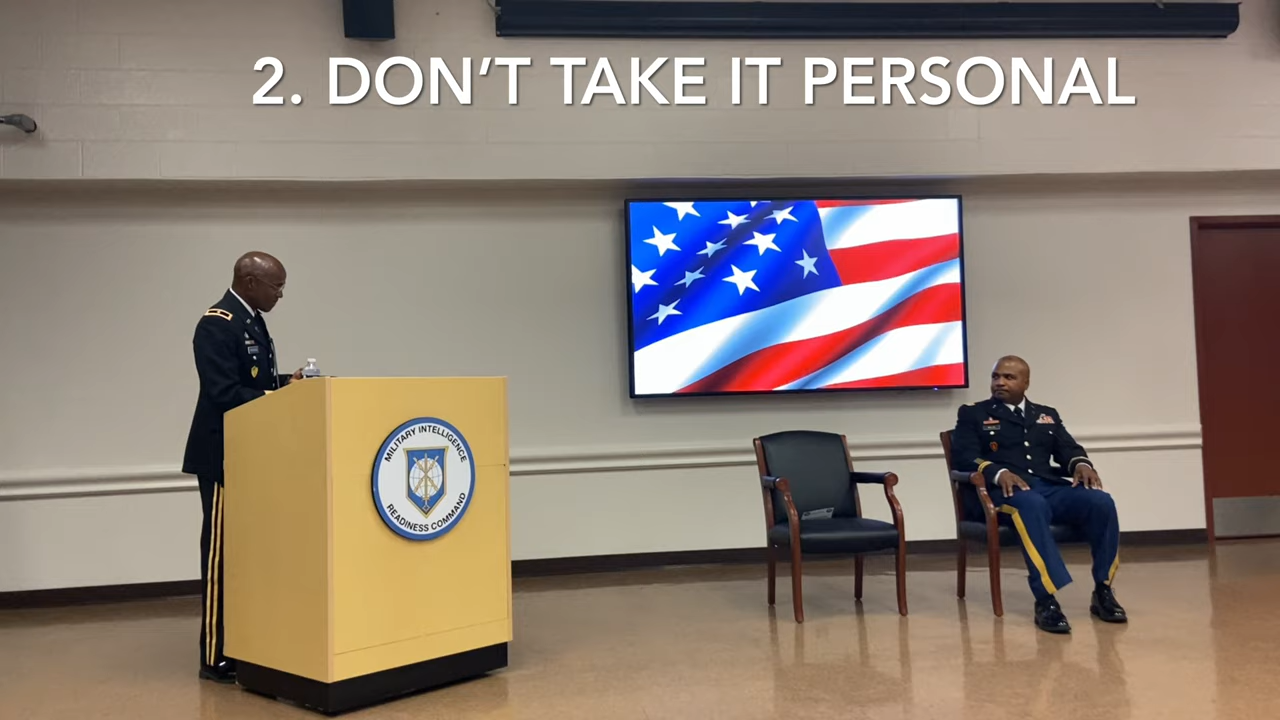 2. DON’T TAKE IT PERSONAL
MILITARY INTELLIGENCE
READINESS COMMAND